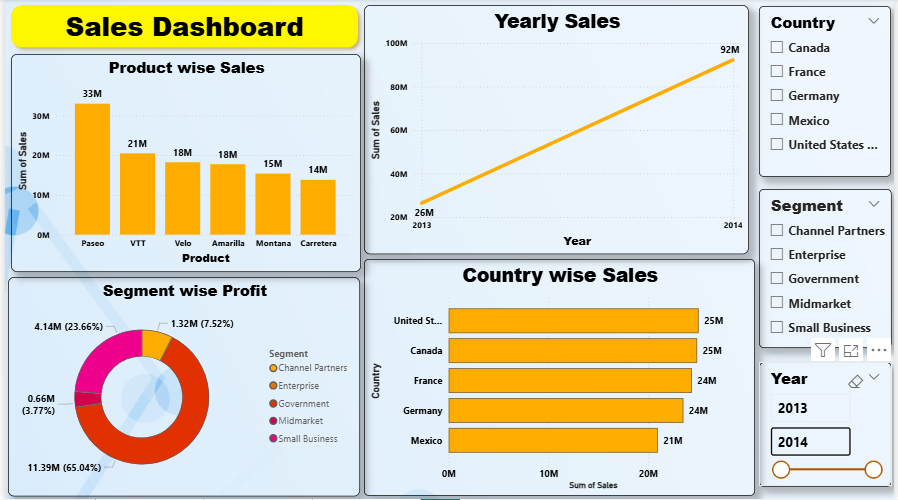 Sales Dashboard
Product wise Sales
Sum of Sales
30M
20M
10M
0M
33M
21M
18M
18M
15M
14M
Paseo
VTT
Velo
Amarilla
Montana
Carretera
Product
Yearly Sales
Sum of Sales
100M
80M
60M
40M
20M
26M
92M
2013
2014
Year
Segment wise Profit
4.14M (23.66%)
1.32M (7.52%)
0.66M
(3.77%)
11.39M (65.04%)
Segment
Channel Partners
Enterprise
Government
Midmarket
Small Business
Country wise Sales
Country
United St...
25M
Canada
25M
France
24M
Germany
24M
Mexico
21M
0M
10M
20M
Sum of Sales
Country
Canada
France
Germany
Mexico
United States ...
Segment
Channel Partners
Enterprise
Government
Midmarket
Small Business
Year
2013
2014